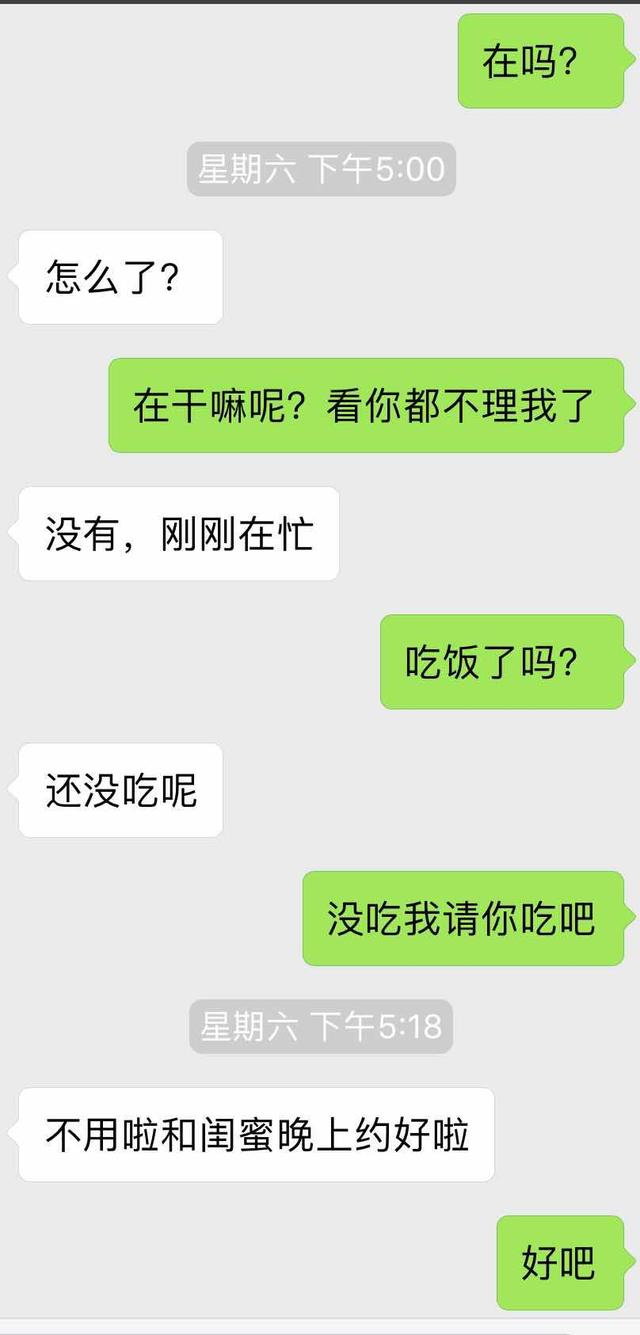 在吗？
星期六 下午5:00
怎么了？
在干嘛呢？看你都不理我了
没有，刚刚在忙
吃饭了吗？
还没吃呢
没吃我请你吃吧
星期六 下午5:18
不用啦和闺蜜晚上约好啦
好吧